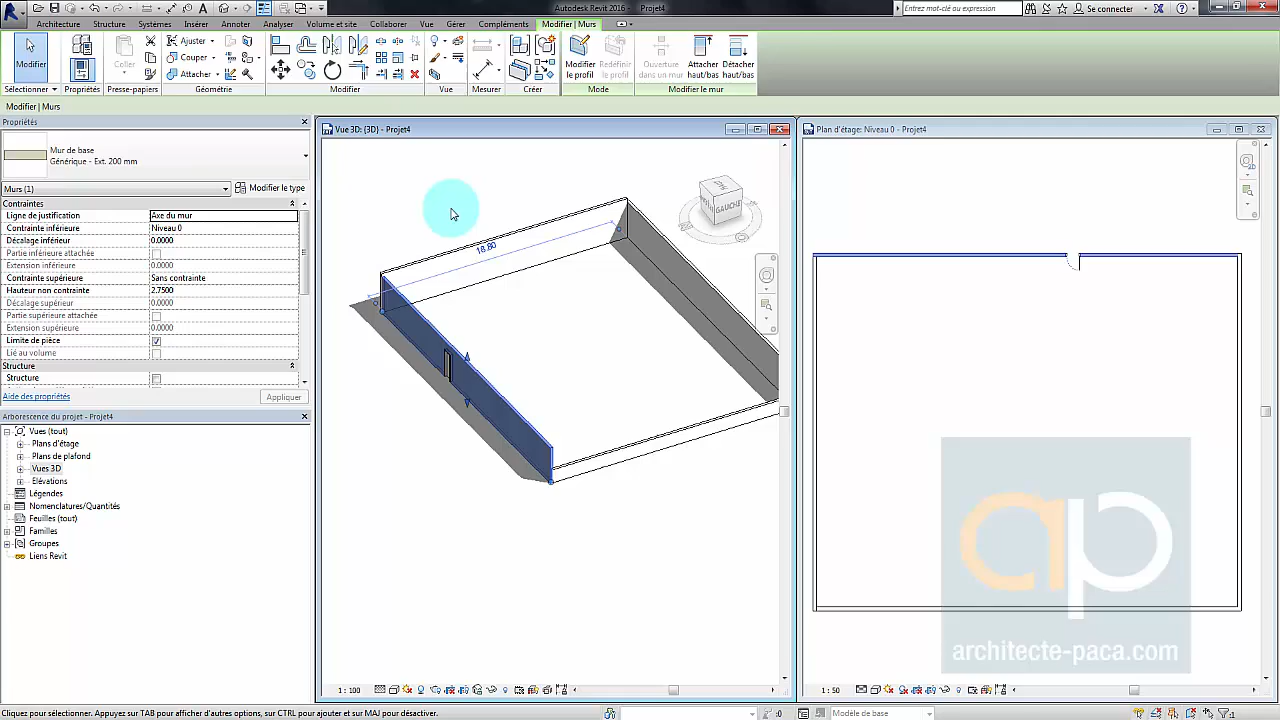 Autodesk Revit 2016 - Projet4
Entrez mot-clé ou expression
Se connecter
Architecture
Structure
Systèmes
Insérer
Annoter
Analyser
Volume et site
Collaborer
Vue
Gérer
Compléments
Modifier | Murs
Modifier
Coller
Ajuster
Couper
Attacher
Modifier le profil
Redéfinir le profil
Ouverture dans un mur
Attacher haut/bas
Détacher haut/bas
Sélectionner
Propriétés
Presse-papiers
Géométrie
Modifier
Vue
Mesurer
Créer
Mode
Modifier le mur
Modifier | Murs
Propriétés
Mur de base
Générique - Ext. 200 mm
Murs (1)
Modifier le type
Contraintes
Ligne de justification Axe du mur
Contrainte inférieure Niveau 0
Décalage inférieur 0.0000
Partie inférieure attachée
Extension inférieure 0.0000
Contrainte supérieure Sans contrainte
Hauteur non contrainte 2.7500
Décalage supérieur 0.0000
Partie supérieure attachée
Extension supérieure 0.0000
Limite de pièce
Lié au volume
Structure
Structure
Aide des propriétés
Appliquer
Arborescence du projet - Projet4
Vues (tout)
Plans d'étage
Plans de plafond
Vues 3D
Elévations
Légendes
Nomenclatures/Quantités
Feuilles (tout)
Familles
Groupes
Liens Revit
Vue 3D: {3D} - Projet4
18.80
GAUCHE
1 : 100
Plan d'étage: Niveau 0 - Projet4
ap
architecte-paca.com
1 : 50
Cliquez pour sélectionner. Appuyez sur TAB pour afficher d'autres options, sur CTRL pour ajouter et sur MAJ pour désactiver.
:0
Modèle de base
:1